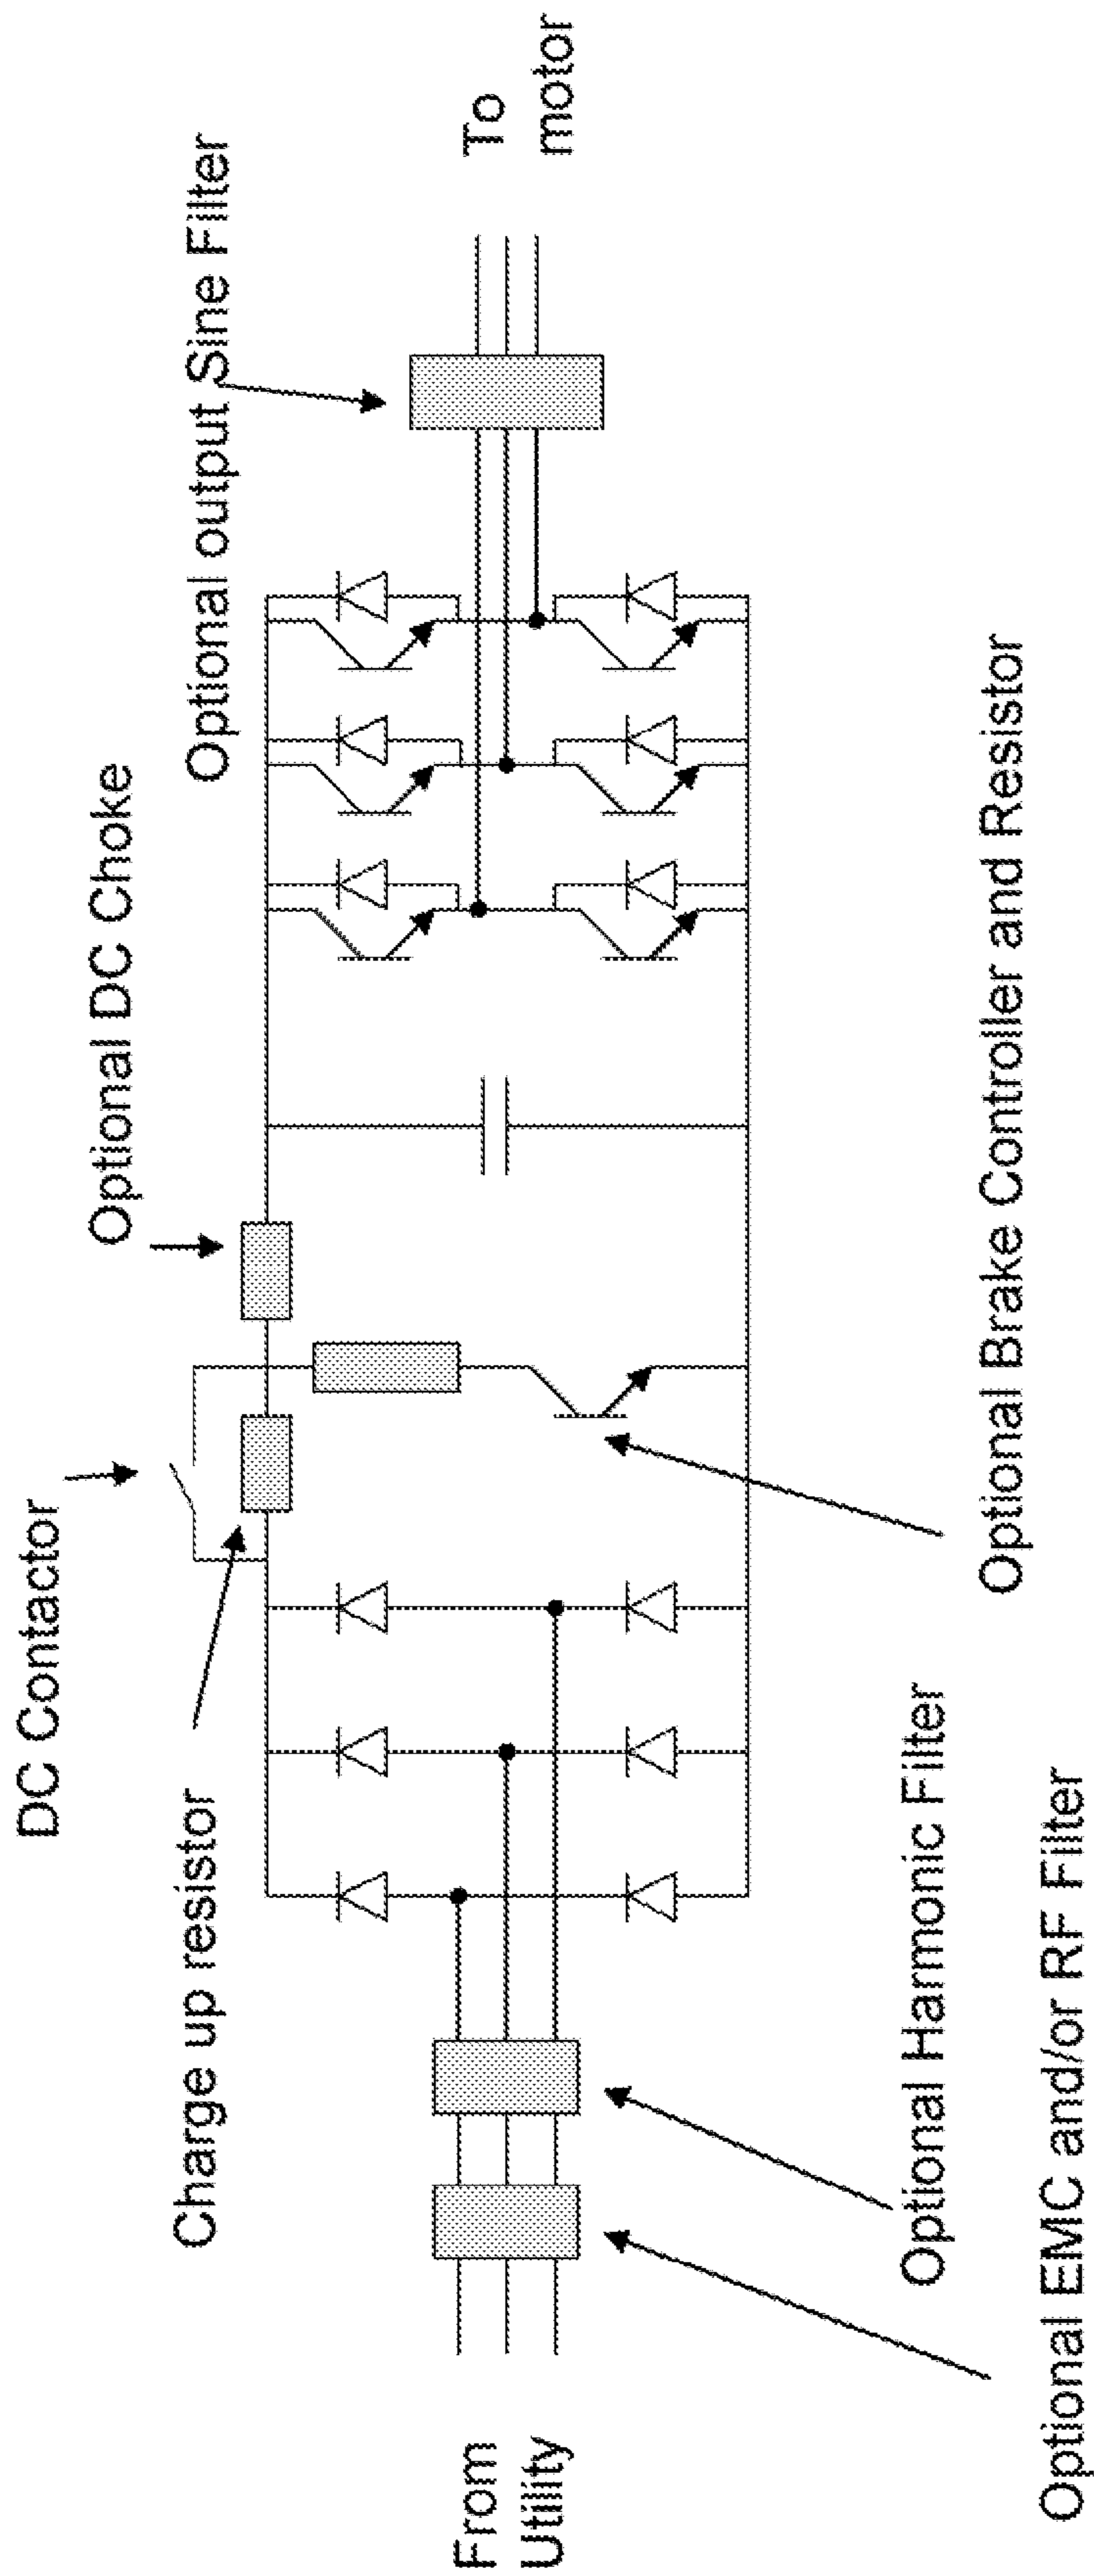 DC Contactor
Optional DC Choke
Charge up resistor
Optional output Sine Filter
From
Utility
To
motor
Optional Harmonic Filter
Optional Brake Controller and Resistor
Optional EMC and/or RF Filter